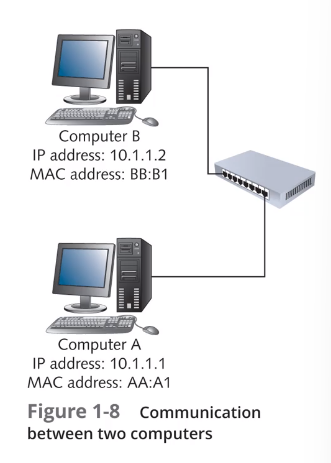 Computer B
IP address: 10.1.1.2
MAC address: BB:B1
Computer A
IP address: 10.1.1.1
MAC address: AA:A1
Figure 1-8 Communication
between two computers